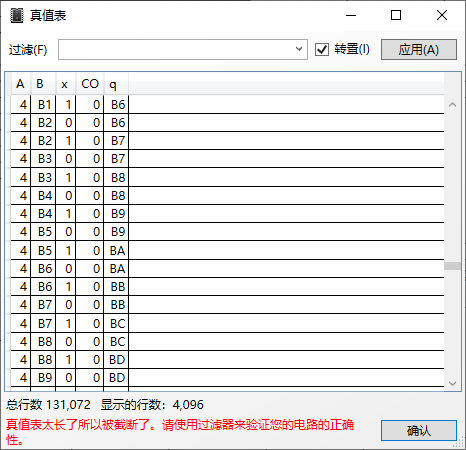 真值表
过滤(F)
转置(I)
应用(A)
A B x CO q
4 B1 1 0 B6
4 B2 0 0 B6
4 B2 1 0 B7
4 B3 0 0 B7
4 B3 1 0 B8
4 B4 0 0 B8
4 B4 1 0 B9
4 B5 0 0 B9
4 B5 1 0 BA
4 B6 0 0 BA
4 B6 1 0 BB
4 B7 0 0 BB
4 B7 1 0 BC
4 B8 0 0 BC
4 B8 1 0 BD
4 B9 0 0 BD
总行数 131,072 显示的行数：4,096
真值表太长了所以被截断了。请使用过滤器来验证您的电路的正确
性。
确认